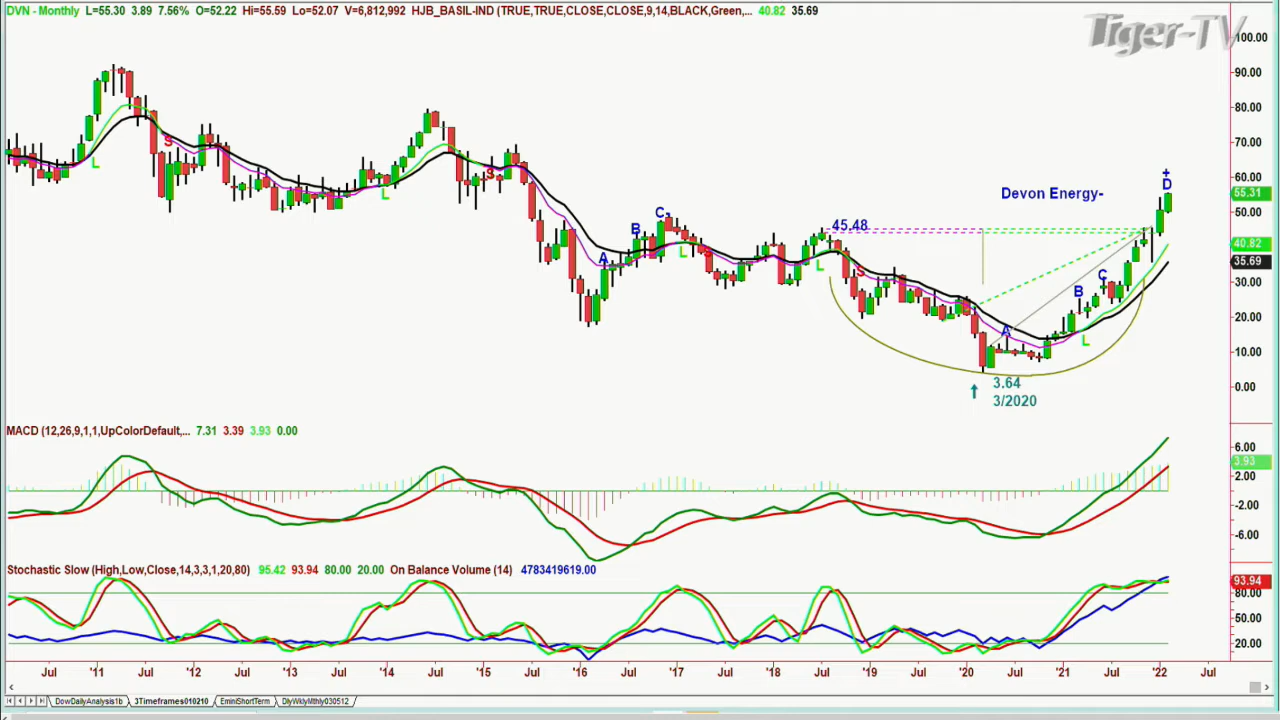 DVN - Monthly L=55.30 3.89 7.56% O=52.22 Hi=55.59 Lo=52.07 V=6,812,992 HJB_BASIL-IND (TRUE,TRUE,CLOSE,CLOSE,9,14,BLACK,Green,... 40.82 35.69
Tiger-TV
100.00
90.00
80.00
70.00
60.00
55.31
50.00
40.82
35.69
30.00
20.00
10.00
0.00
L
S
L
S
A
B
C
L
S
45.48
L
S
Devon Energy-
+
D
A
B
C
L
3.64
3/2020
MACD (12,26,9,1,1,UpColorDefault,... 7.31 3.39 3.93 0.00
6.00
3.93
2.00
-2.00
-6.00
Stochastic Slow (High,Low,Close,14,3,3,1,20,80) 95.42 93.94 80.00 20.00 On Balance Volume (14) 4783419619.00
93.94
80.00
50.00
20.00
Jul '11 Jul '12 Jul '13 Jul '14 Jul '15 Jul '16 Jul '17 Jul '18 Jul '19 Jul '20 Jul '21 Jul '22 Jul
DowDailyAnalysis1b 3Timeframes010210 EminiShortTerm DlyWklyMthly030512